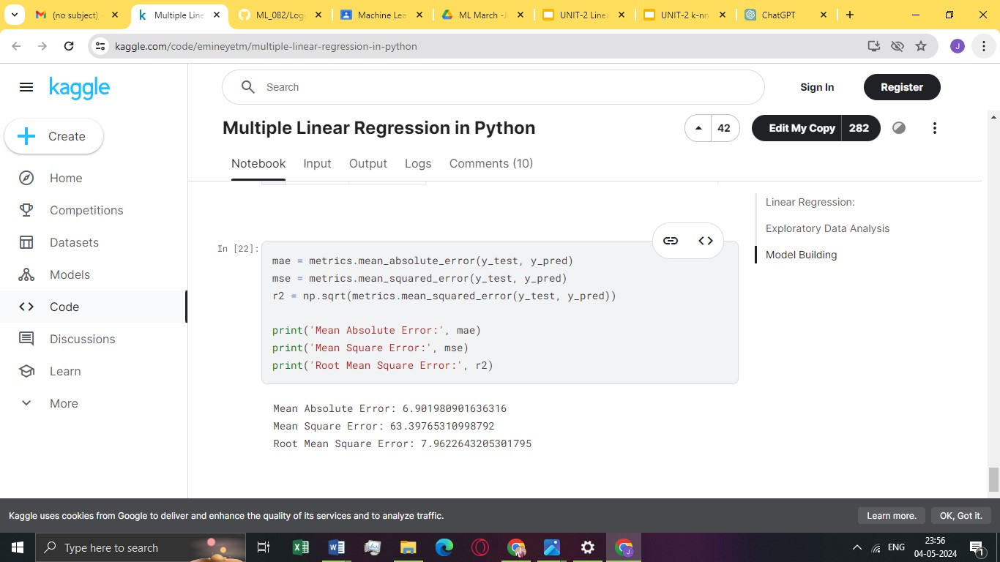 (no subject)
Multiple Line
ML_082/Log
Machine Lea
ML March -J
UNIT-2 Linea
UNIT-2 k-nn
ChatGPT
kaggle.com/code/emineyetm/multiple-linear-regression-in-python
J
kaggle
Search
Sign In
Register
Create
Home
Competitions
Datasets
Models
Code
Discussions
Learn
More
Multiple Linear Regression in Python
42
Edit My Copy 282
Notebook Input Output Logs Comments (10)
Linear Regression:
Exploratory Data Analysis
Model Building
In [22]:
mae = metrics.mean_absolute_error(y_test, y_pred)
mse = metrics.mean_squared_error(y_test, y_pred)
r2 = np.sqrt(metrics.mean_squared_error(y_test, y_pred))
print('Mean Absolute Error:', mae)
print('Mean Square Error:', mse)
print('Root Mean Square Error:', r2)
Mean Absolute Error: 6.901980901636316
Mean Square Error: 63.39765310998792
Root Mean Square Error: 7.9622643205301795
Kaggle uses cookies from Google to deliver and enhance the quality of its services and to analyze traffic.
Learn more.
OK, Got it.
Type here to search
ENG
23:56
04-05-2024
1